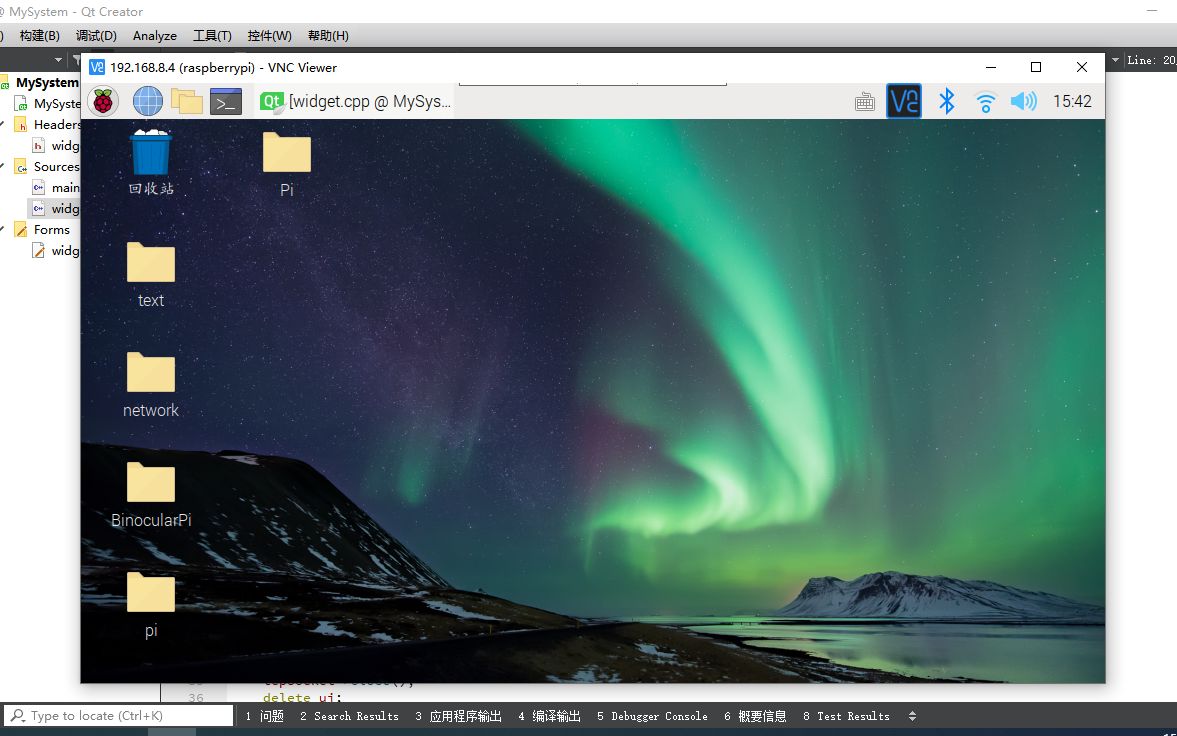 MySystem - Qt Creator
构建(B) 调试(D) Analyze 工具(T) 控件(W) 帮助(H)
192.168.8.4 (raspberrypi) - VNC Viewer
Line: 20
MySystem
[widget.cpp @ MySys...
15:42
MySyste
Headers
widg
Sources
main
widg
Forms
widg
回收站
Pi
text
network
BinocularPi
pi
36 delete ui;
Type to locate (Ctrl+K)
1 问题 2 Search Results 3 应用程序输出 4 编译输出 5 Debugger Console 6 概要信息 8 Test Results